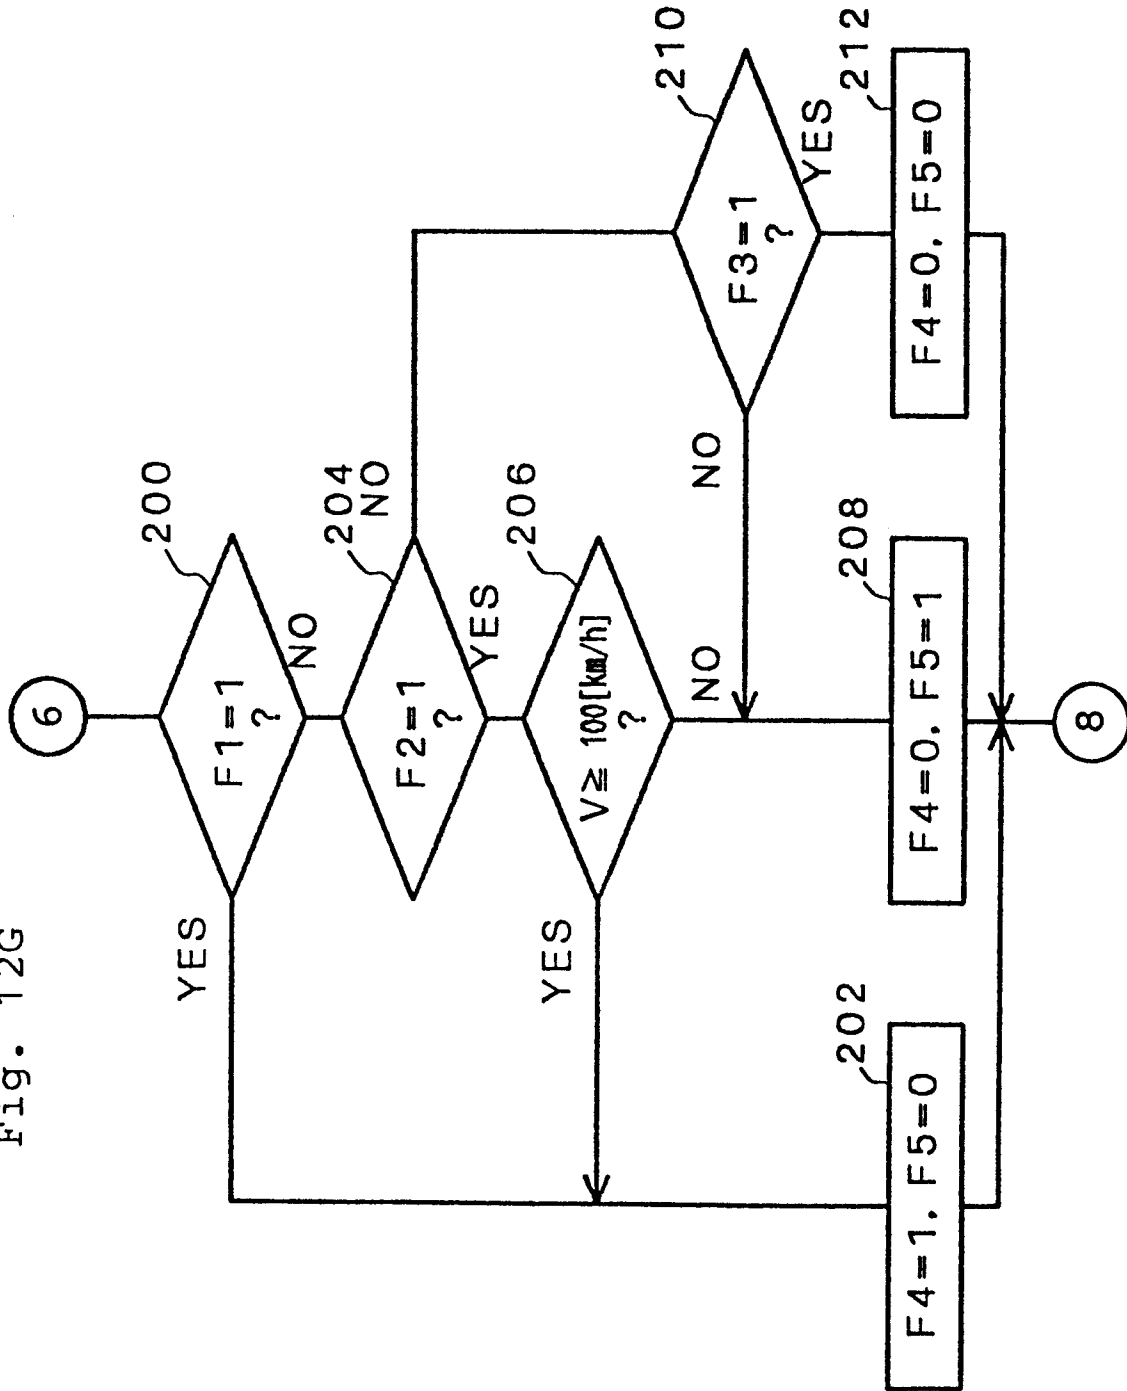 Fig. 12G
6
200
F1=1
?
YES
NO
204
F2=1
?
NO
YES
206
V≧ 100[km/h]
?
YES
NO
210
F3=1
?
NO
YES
202
F4=1, F5=0
208
F4=0, F5=1
212
F4=0, F5=0
8